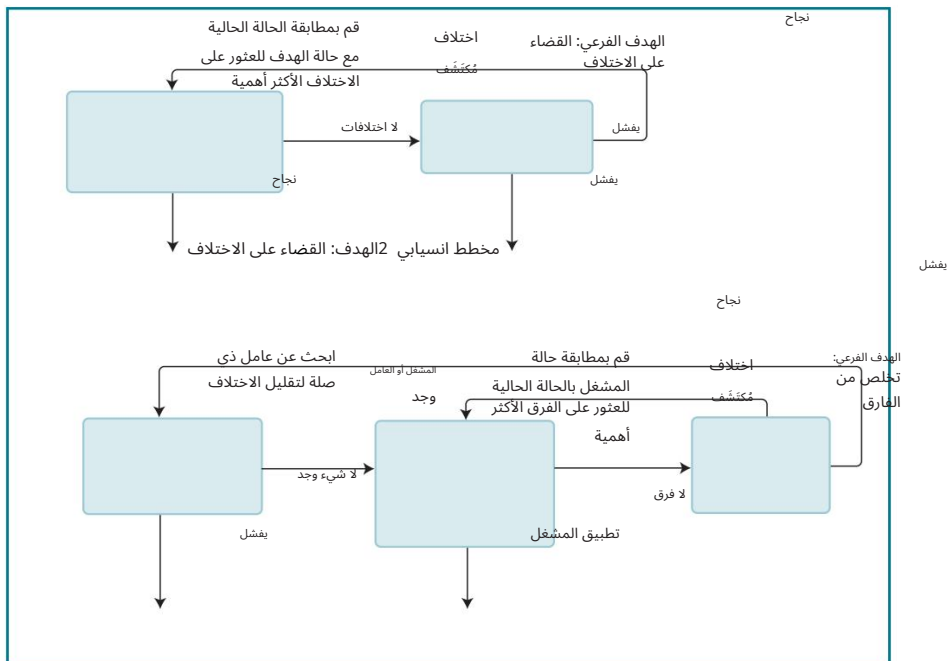 نجاح
قم بمطابقة الحالة الحالية
مع حالة الهدف للعثور على
الاختلاف الأكثر أهمية
اختلاف
مُكتَشَف
الهدف الفرعي: القضاء
على الاختلاف
لا اختلافات
يفشل
نجاح
يفشل
مخطط انسيابي 2الهدف: القضاء على الاختلاف
يفشل
نجاح
ابحث عن عامل ذي
صلة لتقليل الاختلاف
المشغل أو العامل
وجد
قم بمطابقة حالة
المشغل بالحالة الحالية
للعثور على الفرق الأكثر
أهمية
اختلاف
مُكتَشَف
الهدف الفرعي:
تخلص من
الفارق
لا شيء وجد
لا فرق
يفشل
تطبيق المشغل